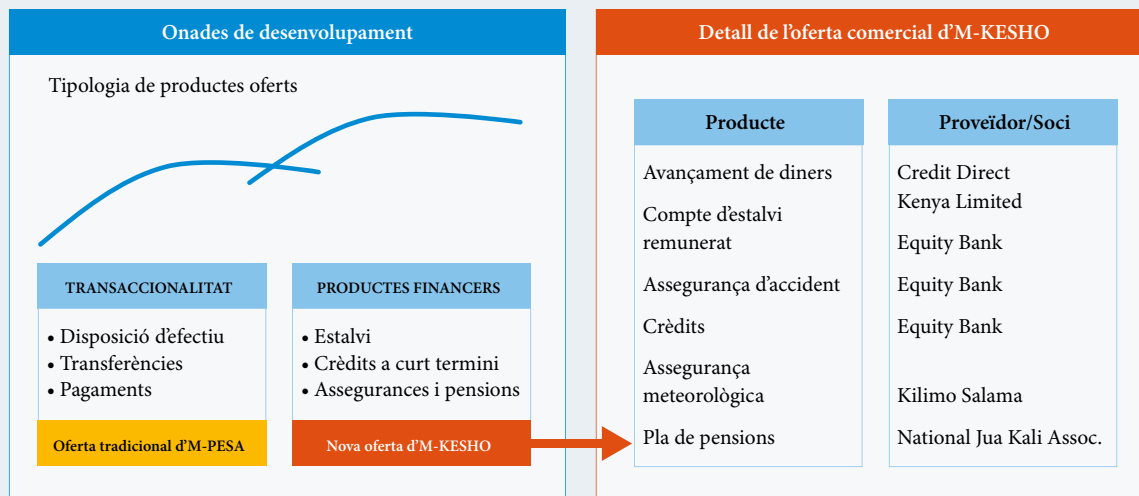 Onades de desenvolupament
Tipologia de productes oferts
TRANSACCIONALITAT
• Disposició d'efectiu
• Transferències
• Pagaments
Oferta tradicional d'M-PESA
PRODUCTES FINANCERS
• Estalvi
• Crèdits a curt termini
• Assegurances i pensions
Nova oferta d'M-KESHO
Detall de l'oferta comercial d'M-KESHO
Producte
Avançament de diners
Compte d'estalvi
remunerat
Assegurança d'accident
Crèdits
Assegurança
meteorològica
Pla de pensions
Proveïdor/Soci
Credit Direct
Kenya Limited
Equity Bank
Equity Bank
Equity Bank
Kilimo Salama
National Jua Kali Assoc.